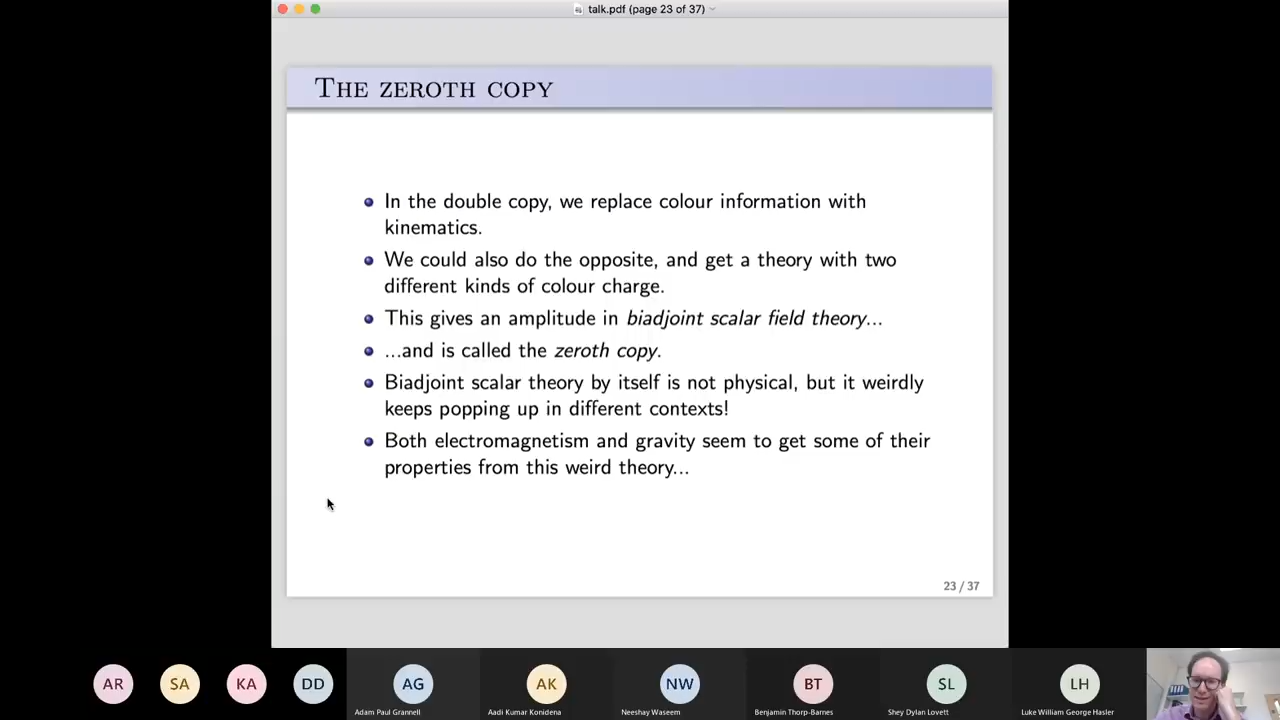 talk.pdf (page 23 of 37)
THE ZEROTH COPY
In the double copy, we replace colour information with
kinematics.
We could also do the opposite, and get a theory with two
different kinds of colour charge.
This gives an amplitude in biadjoint scalar field theory...
...and is called the zeroth copy.
Biadjoint scalar theory by itself is not physical, but it weirdly
keeps popping up in different contexts!
Both electromagnetism and gravity seem to get some of their
properties from this weird theory...
23 / 37
AR SA KA DD AG AK NW BT SL LH
Adam Paul Grannell Aadi Kumar Konidena Neeshay Waseem Benjamin Thorp-Barnes Shey Dylan Lovett Luke William George Hasler